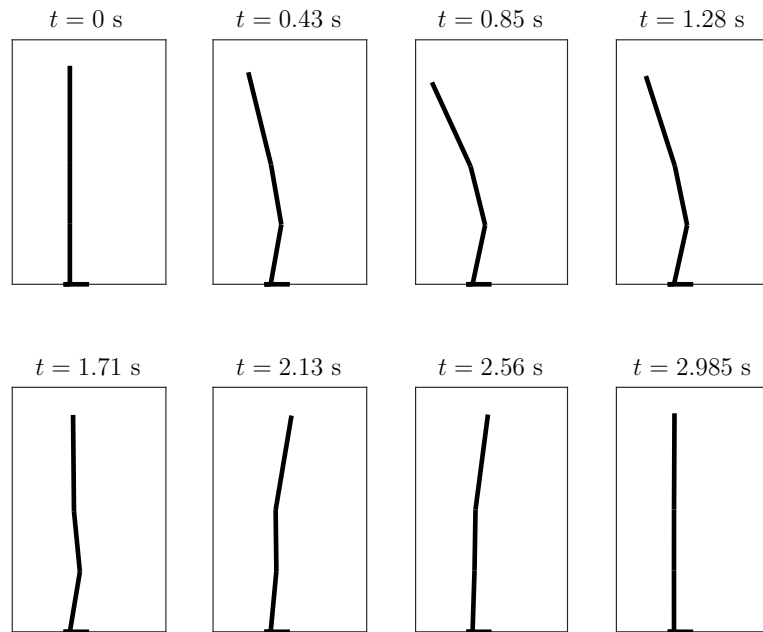 t = 0 s
t = 0.43 s
t = 0.85 s
t = 1.28 s
t = 1.71 s
t = 2.13 s
t = 2.56 s
t = 2.985 s